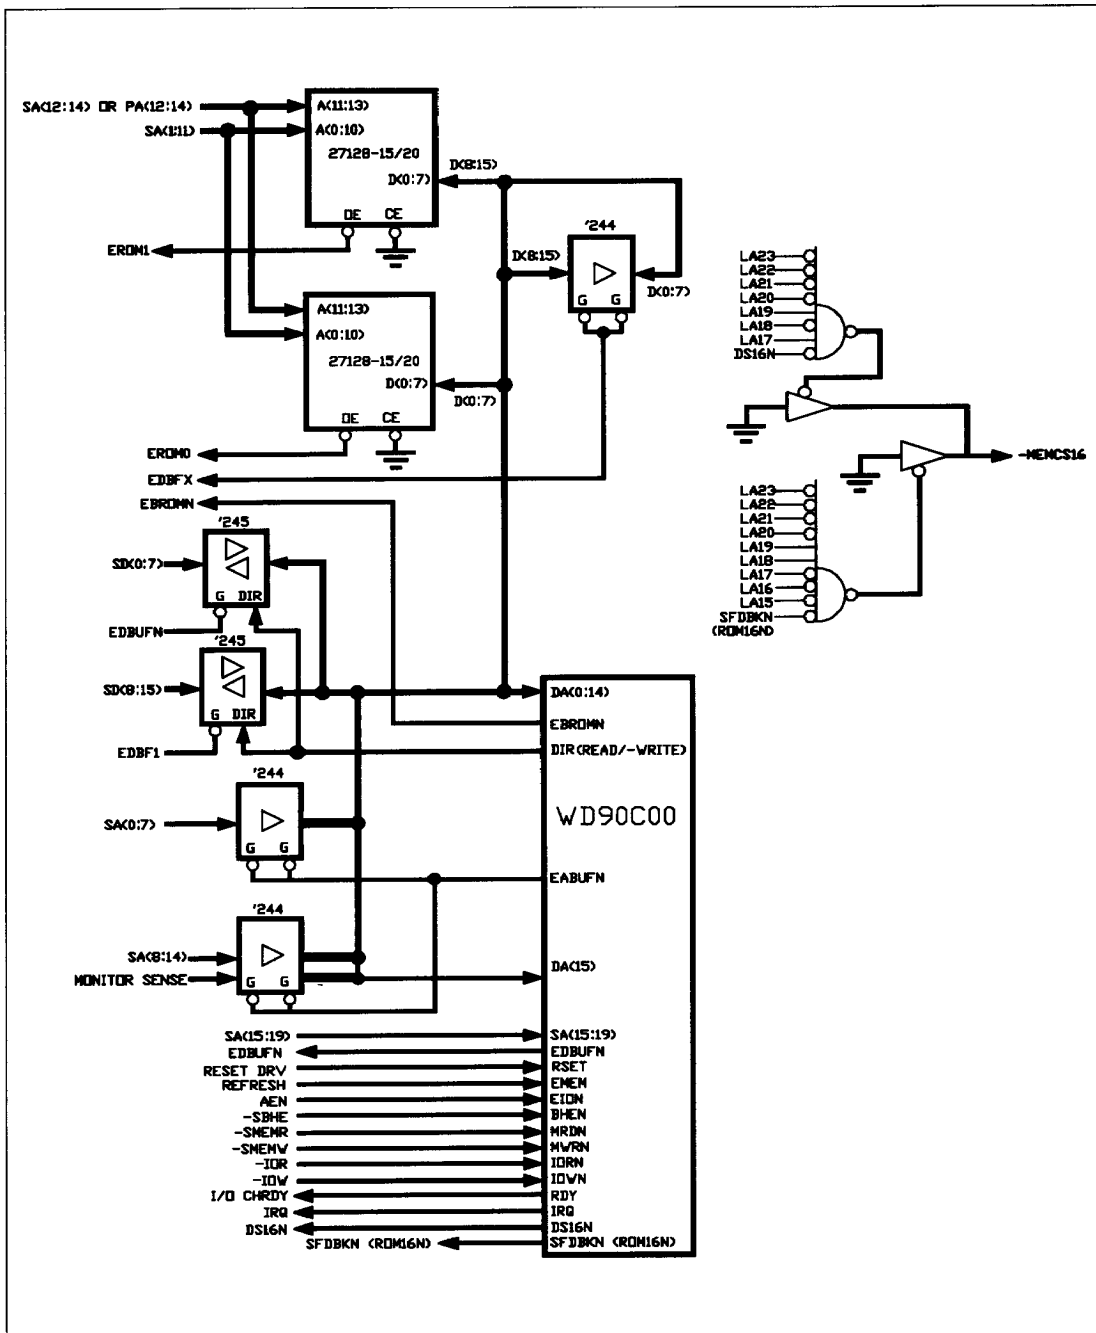 SA(12:14) OR PA(12:14)
SA(1:11)
A(11:13)
A(0:10)
27128-15/20
D(0:7)
OE CE
EROM1
D(8:15)
'244
D(8:15)
G G
D(0:7)
A(11:13)
A(0:10)
27128-15/20
D(0:7)
OE CE
D(0:7)
EROM0
EDBFX
EBROMN
'245
SD(0:7)
G DIR
EDBUFN
'245
SD(8:15)
G DIR
EDBF1
'244
SA(0:7)
G G
'244
SA(8:14)
MONITOR SENSE
G G
LA23
LA22
LA21
LA20
LA19
LA18
LA17
DS16N
-MEMCS16
LA23
LA22
LA21
LA20
LA19
LA18
LA17
LA16
LA15
SFDBKN
(ROM16N)
DA(0:14)
EBROMN
DIR(READ/-WRITE)
WD90C00
EABUFN
DA(15)
SA(15:19) SA(15:19)
EDBUFN EDBUFN
RESET DRV RSET
REFRESH EMEM
AEN EION
-SBHE BHEN
-SMEMR MRDN
-SMEMW MWRN
-IOR IORN
-IOW IOWN
I/O CHRDY RDY
IRQ IRQ
DS16N DS16N
SFDBKN (ROM16N) SFDBKN (ROM16N)